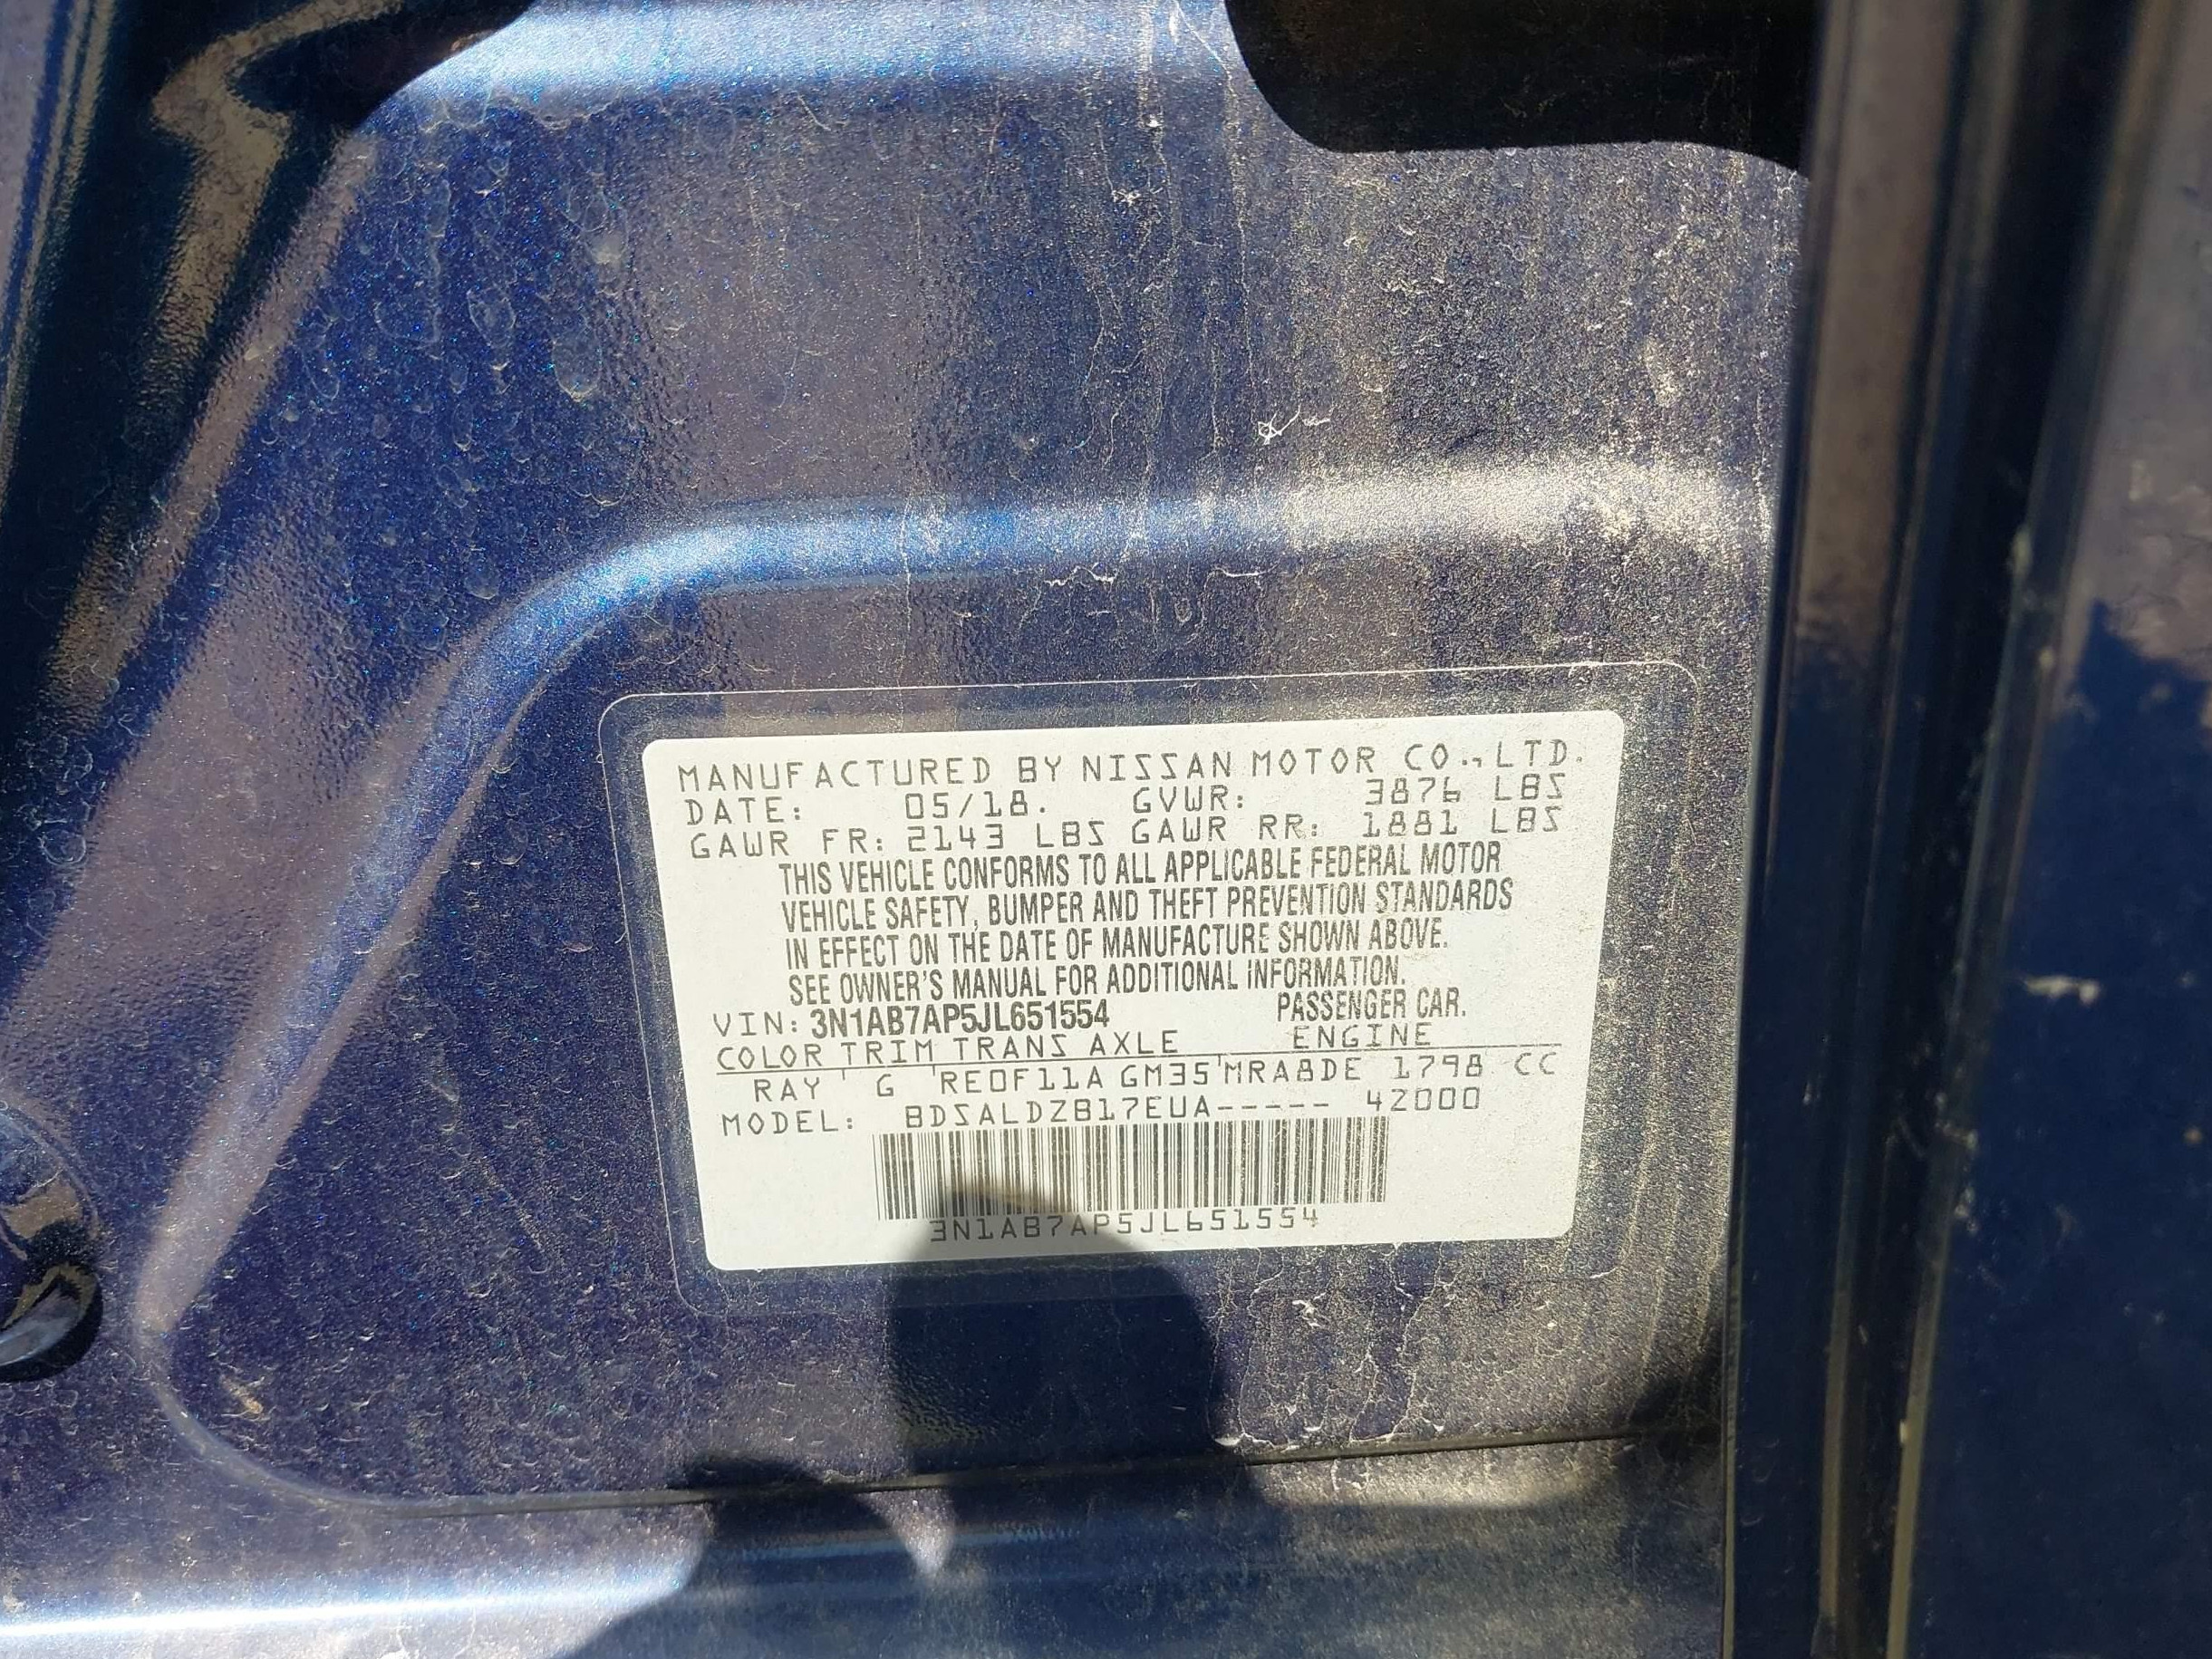 MANUFACTURED BY NISSAN MOTOR CO., LTD.
DATE: 05/18. GVWR: 3876 LBS
GAWR FR: 2143 LBS GAWR RR: 1881 LBS
THIS VEHICLE CONFORMS TO ALL APPLICABLE FEDERAL MOTOR
VEHICLE SAFETY, BUMPER AND THEFT PREVENTION STANDARDS
IN EFFECT ON THE DATE OF MANUFACTURE SHOWN ABOVE.
SEE OWNER'S MANUAL FOR ADDITIONAL INFORMATION.
VIN: 3N1AB7AP5JL651554 PASSENGER CAR.
COLOR TRIM TRANS AXLE ENGINE
RAY G RE0F11A GM35 MRA8DE 1798 CC
MODEL: BDSALDZB17EUA----- 42000
3N1AB7AP5JL651554